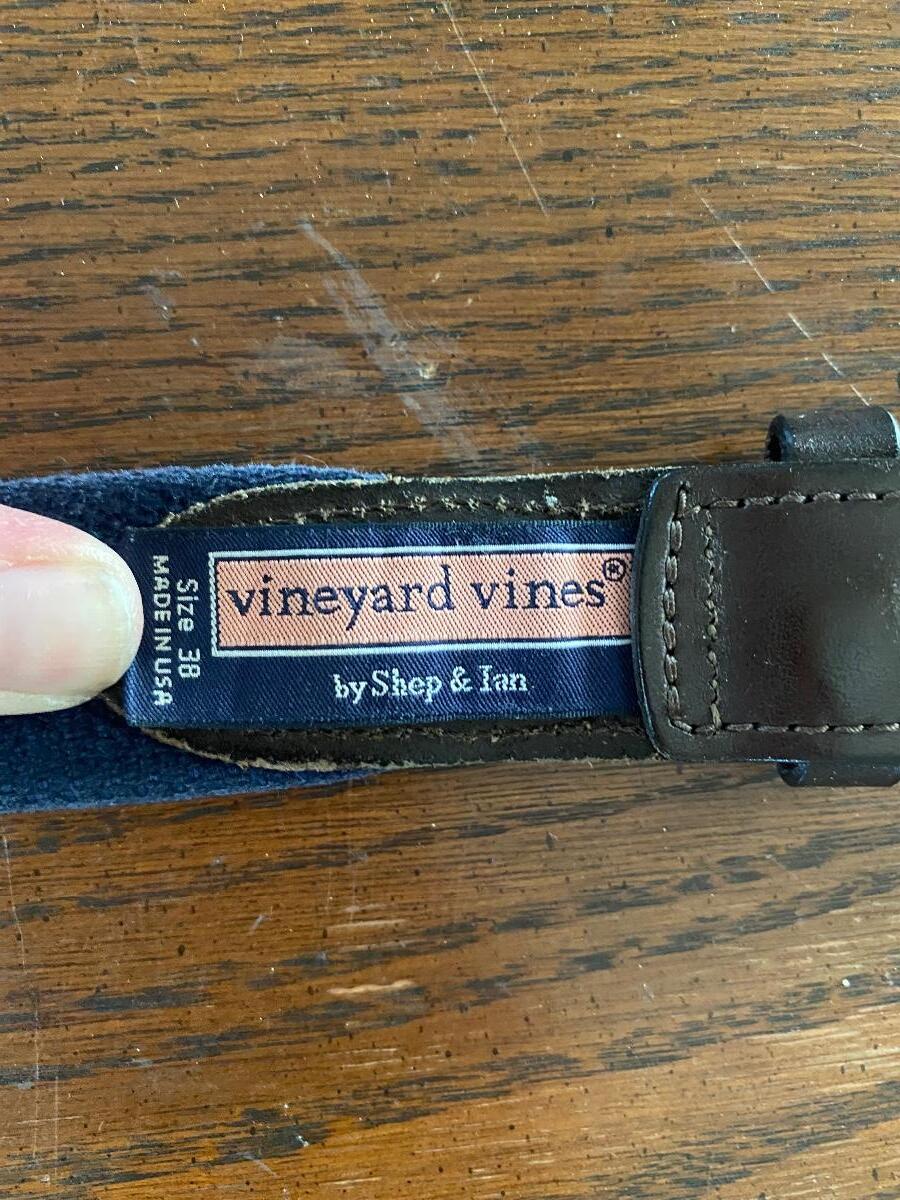 vineyard vines®
by Shep & Ian
Size 38
MADE IN USA